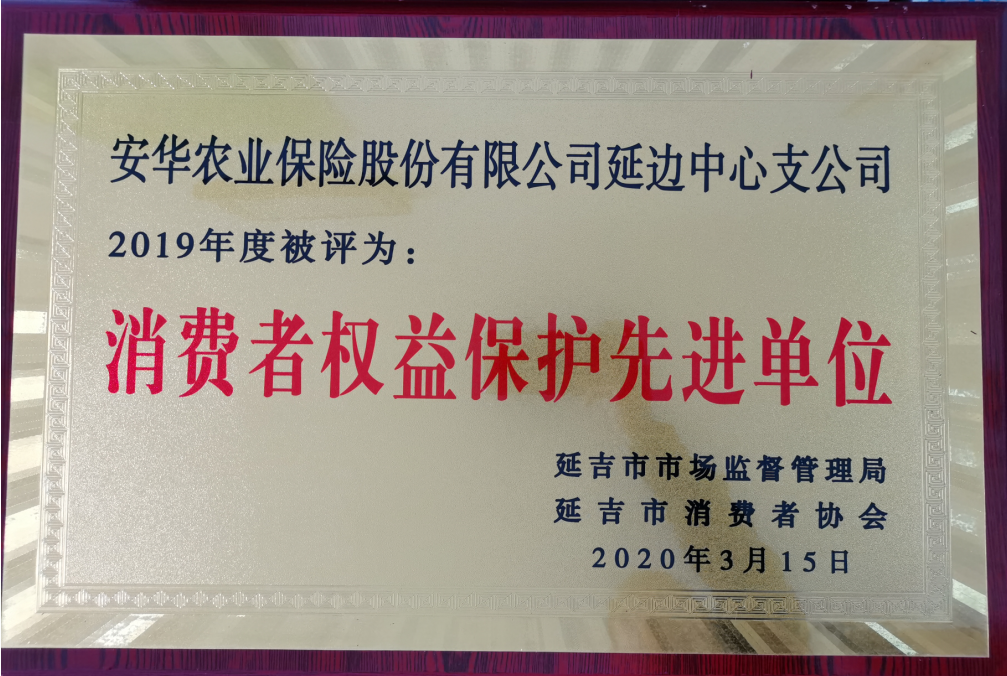 安华农业保险股份有限公司延边中心支公司
2019年度被评为：
消费者权益保护先进单位
延吉市市场监督管理局
延吉市消费者协会
2020年3月15日